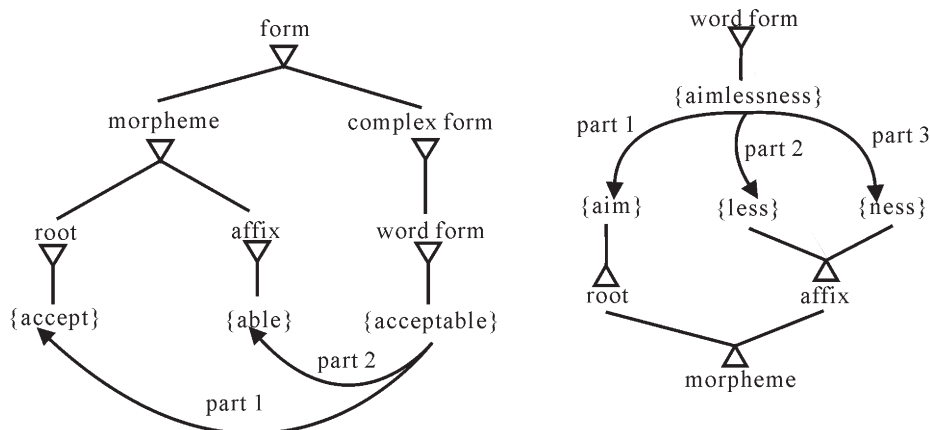 form
morpheme
complex form
root
affix
word form
{accept}
{able}
{acceptable}
part 2
part 1
word form
{aimlessness}
part 1
part 2
part 3
{aim}
{less}
{ness}
root
affix
morpheme